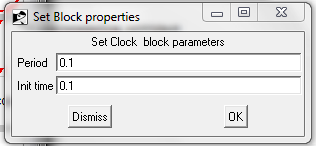 Set Block properties
Set Clock block parameters
Period 0.1
Init time 0.1
Dismiss OK